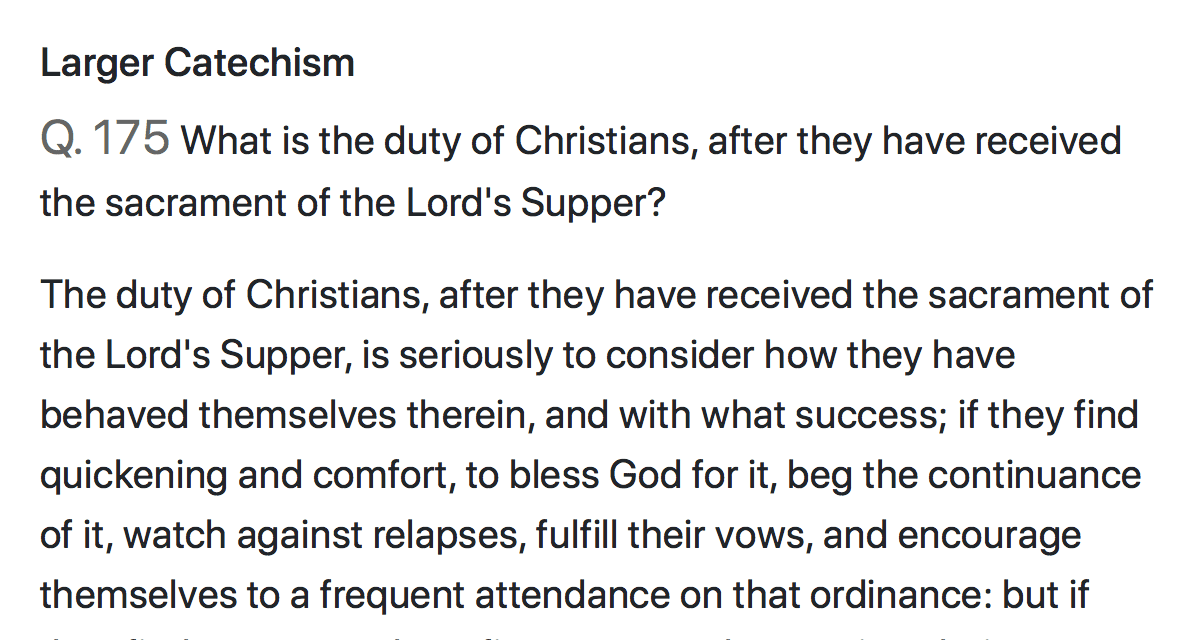 Larger Catechism
Q. 175 What is the duty of Christians, after they have received
the sacrament of the Lord's Supper?
The duty of Christians, after they have received the sacrament of
the Lord's Supper, is seriously to consider how they have
behaved themselves therein, and with what success; if they find
quickening and comfort, to bless God for it, beg the continuance
of it, watch against relapses, fulfill their vows, and encourage
themselves to a frequent attendance on that ordinance: but if